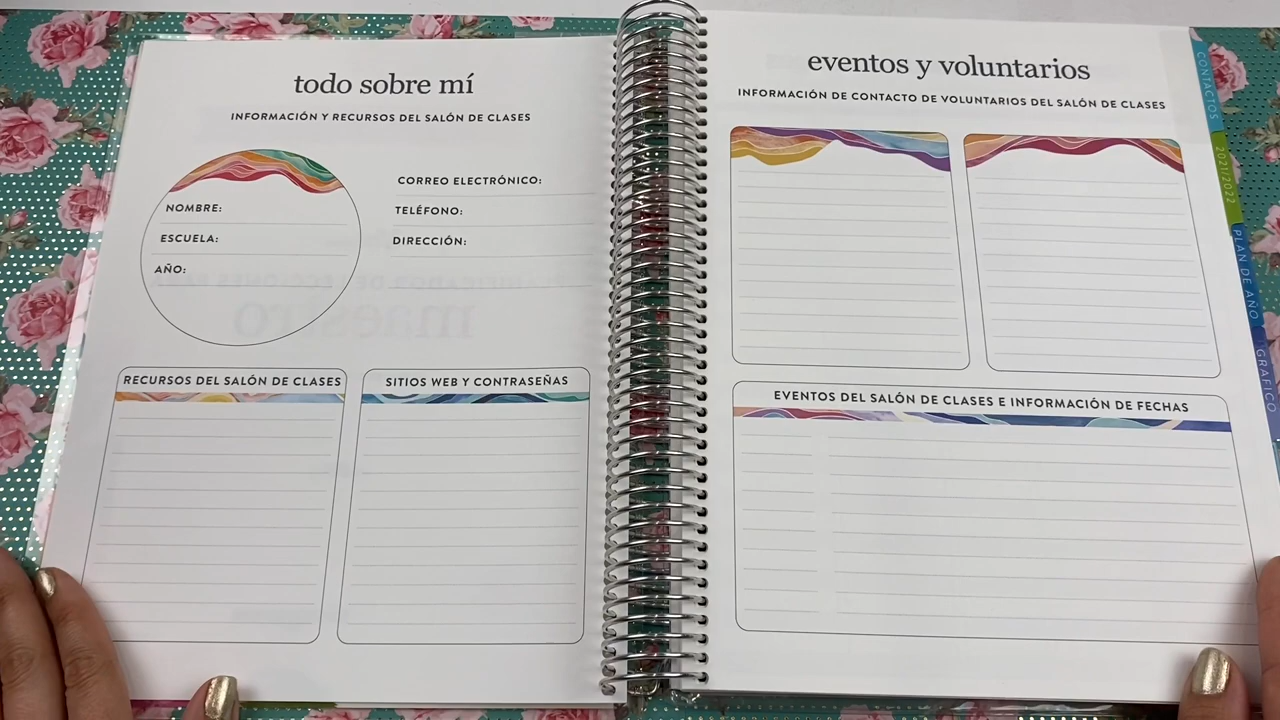 todo sobre mí
INFORMACIÓN Y RECURSOS DEL SALÓN DE CLASES
NOMBRE:
ESCUELA:
AÑO:
CORREO ELECTRÓNICO:
TELÉFONO:
DIRECCIÓN:
maestro
RECURSOS DEL SALÓN DE CLASES
SITIOS WEB Y CONTRASEÑAS
eventos y voluntarios
INFORMACIÓN DE CONTACTO DE VOLUNTARIOS DEL SALÓN DE CLASES
EVENTOS DEL SALÓN DE CLASES E INFORMACIÓN DE FECHAS
CONTACTOS
2021/2022
PLAN DE AÑO
GRÁFICO